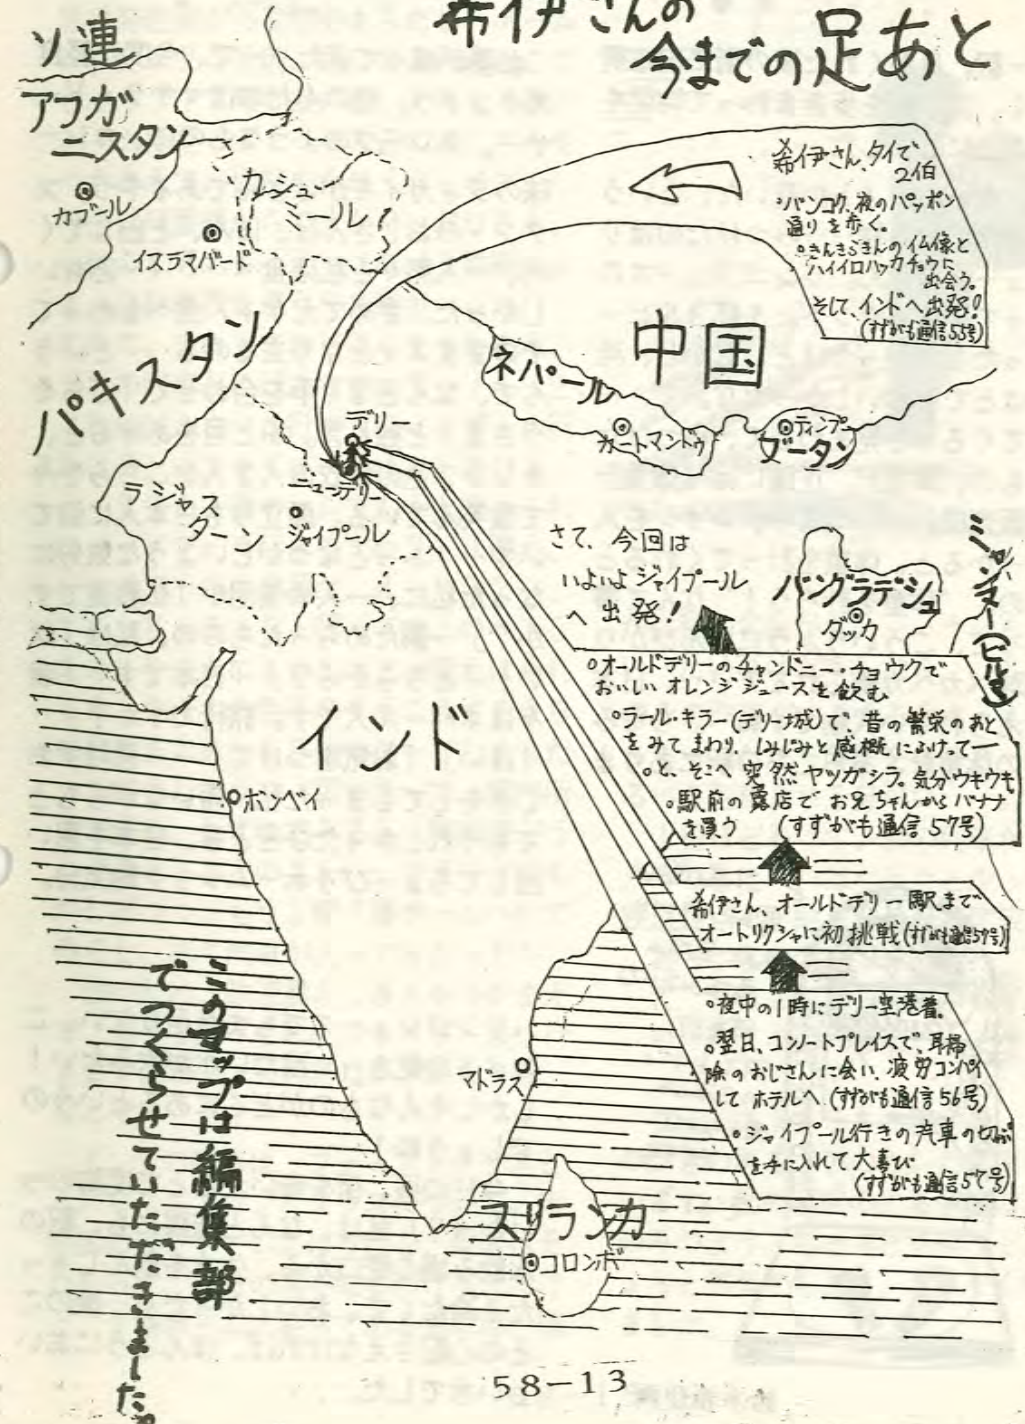 希伊さんの
今までの足あと
ソ連
アフガ
ニスタン
カブール
イスラマバード
カシュ
ミール
希伊さん、タイで
2泊
・バンコク、夜のパッポン
通りを歩く。
・きんきらきんの仏像と
ハイイロハッカチョウに
出会う。
そして、インドへ出発!
(すずがも通信55号)
パキスタン
中国
ネパール
カートマンドゥ
ティンプー
ブータン
デリー
ニューデリー
ラジャス
ターン
ジャイプール
さて、今回は
いよいよジャイプール
へ出発!
バングラデシュ
ダッカ
ミャンマー(ビルマ)
・オールドデリーのチャンドニー・チョウクで
おいしいオレンジジュースを飲む
・ラール・キラー(デリー城)で、昔の繁栄のあと
をみてまわり、しみじみと感概にふけって―
・と、そこへ突然ヤツガシラ。気分ウキウキ
・駅前の露店でお兄ちゃんからバナナ
を買う (すずがも通信57号)
インド
ボンベイ
希伊さん、オールドデリー駅まで
オートリクシャに初挑戦(すずがも通信57号)
・夜中の1時にデリー空港着。
・翌日、コンノートプレイスで、耳掃
除のおじさんに会い、疲労コンパイ
してホテルへ(すずがも通信56号)
・ジャイプール行きの汽車の切ぷ
を手に入れて大喜び
(すずがも通信57号)
マドラス
スリランカ
コロンボ
このマップは編集部
でつくらせていただきました。
58-13